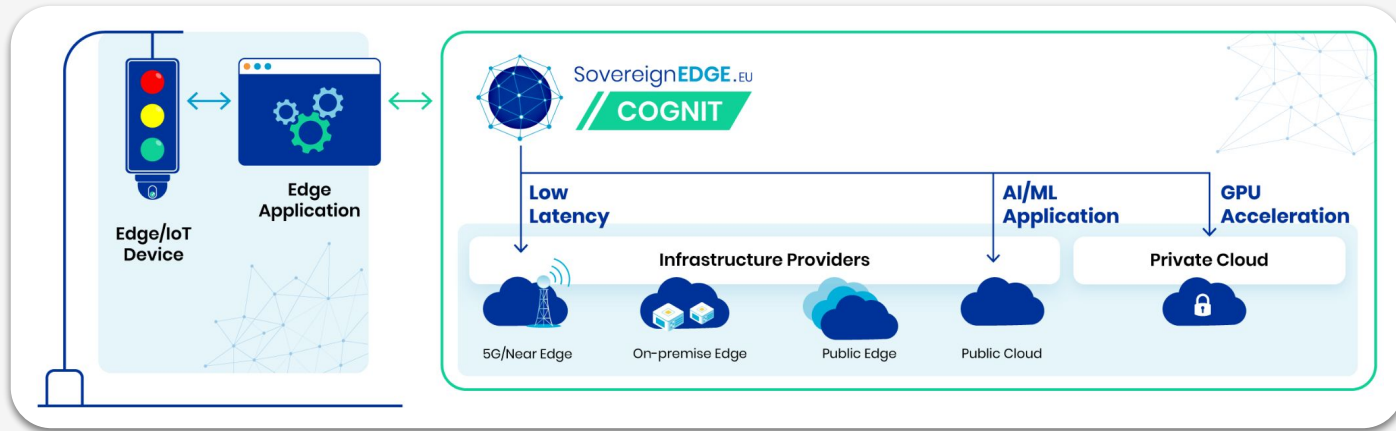 SovereignEDGE.EU
COGNIT
Edge/IoT
Device
Edge
Application
Low
Latency
AI/ML
Application
GPU
Acceleration
Infrastructure Providers
Private Cloud
5G/Near Edge
On-premise Edge
Public Edge
Public Cloud